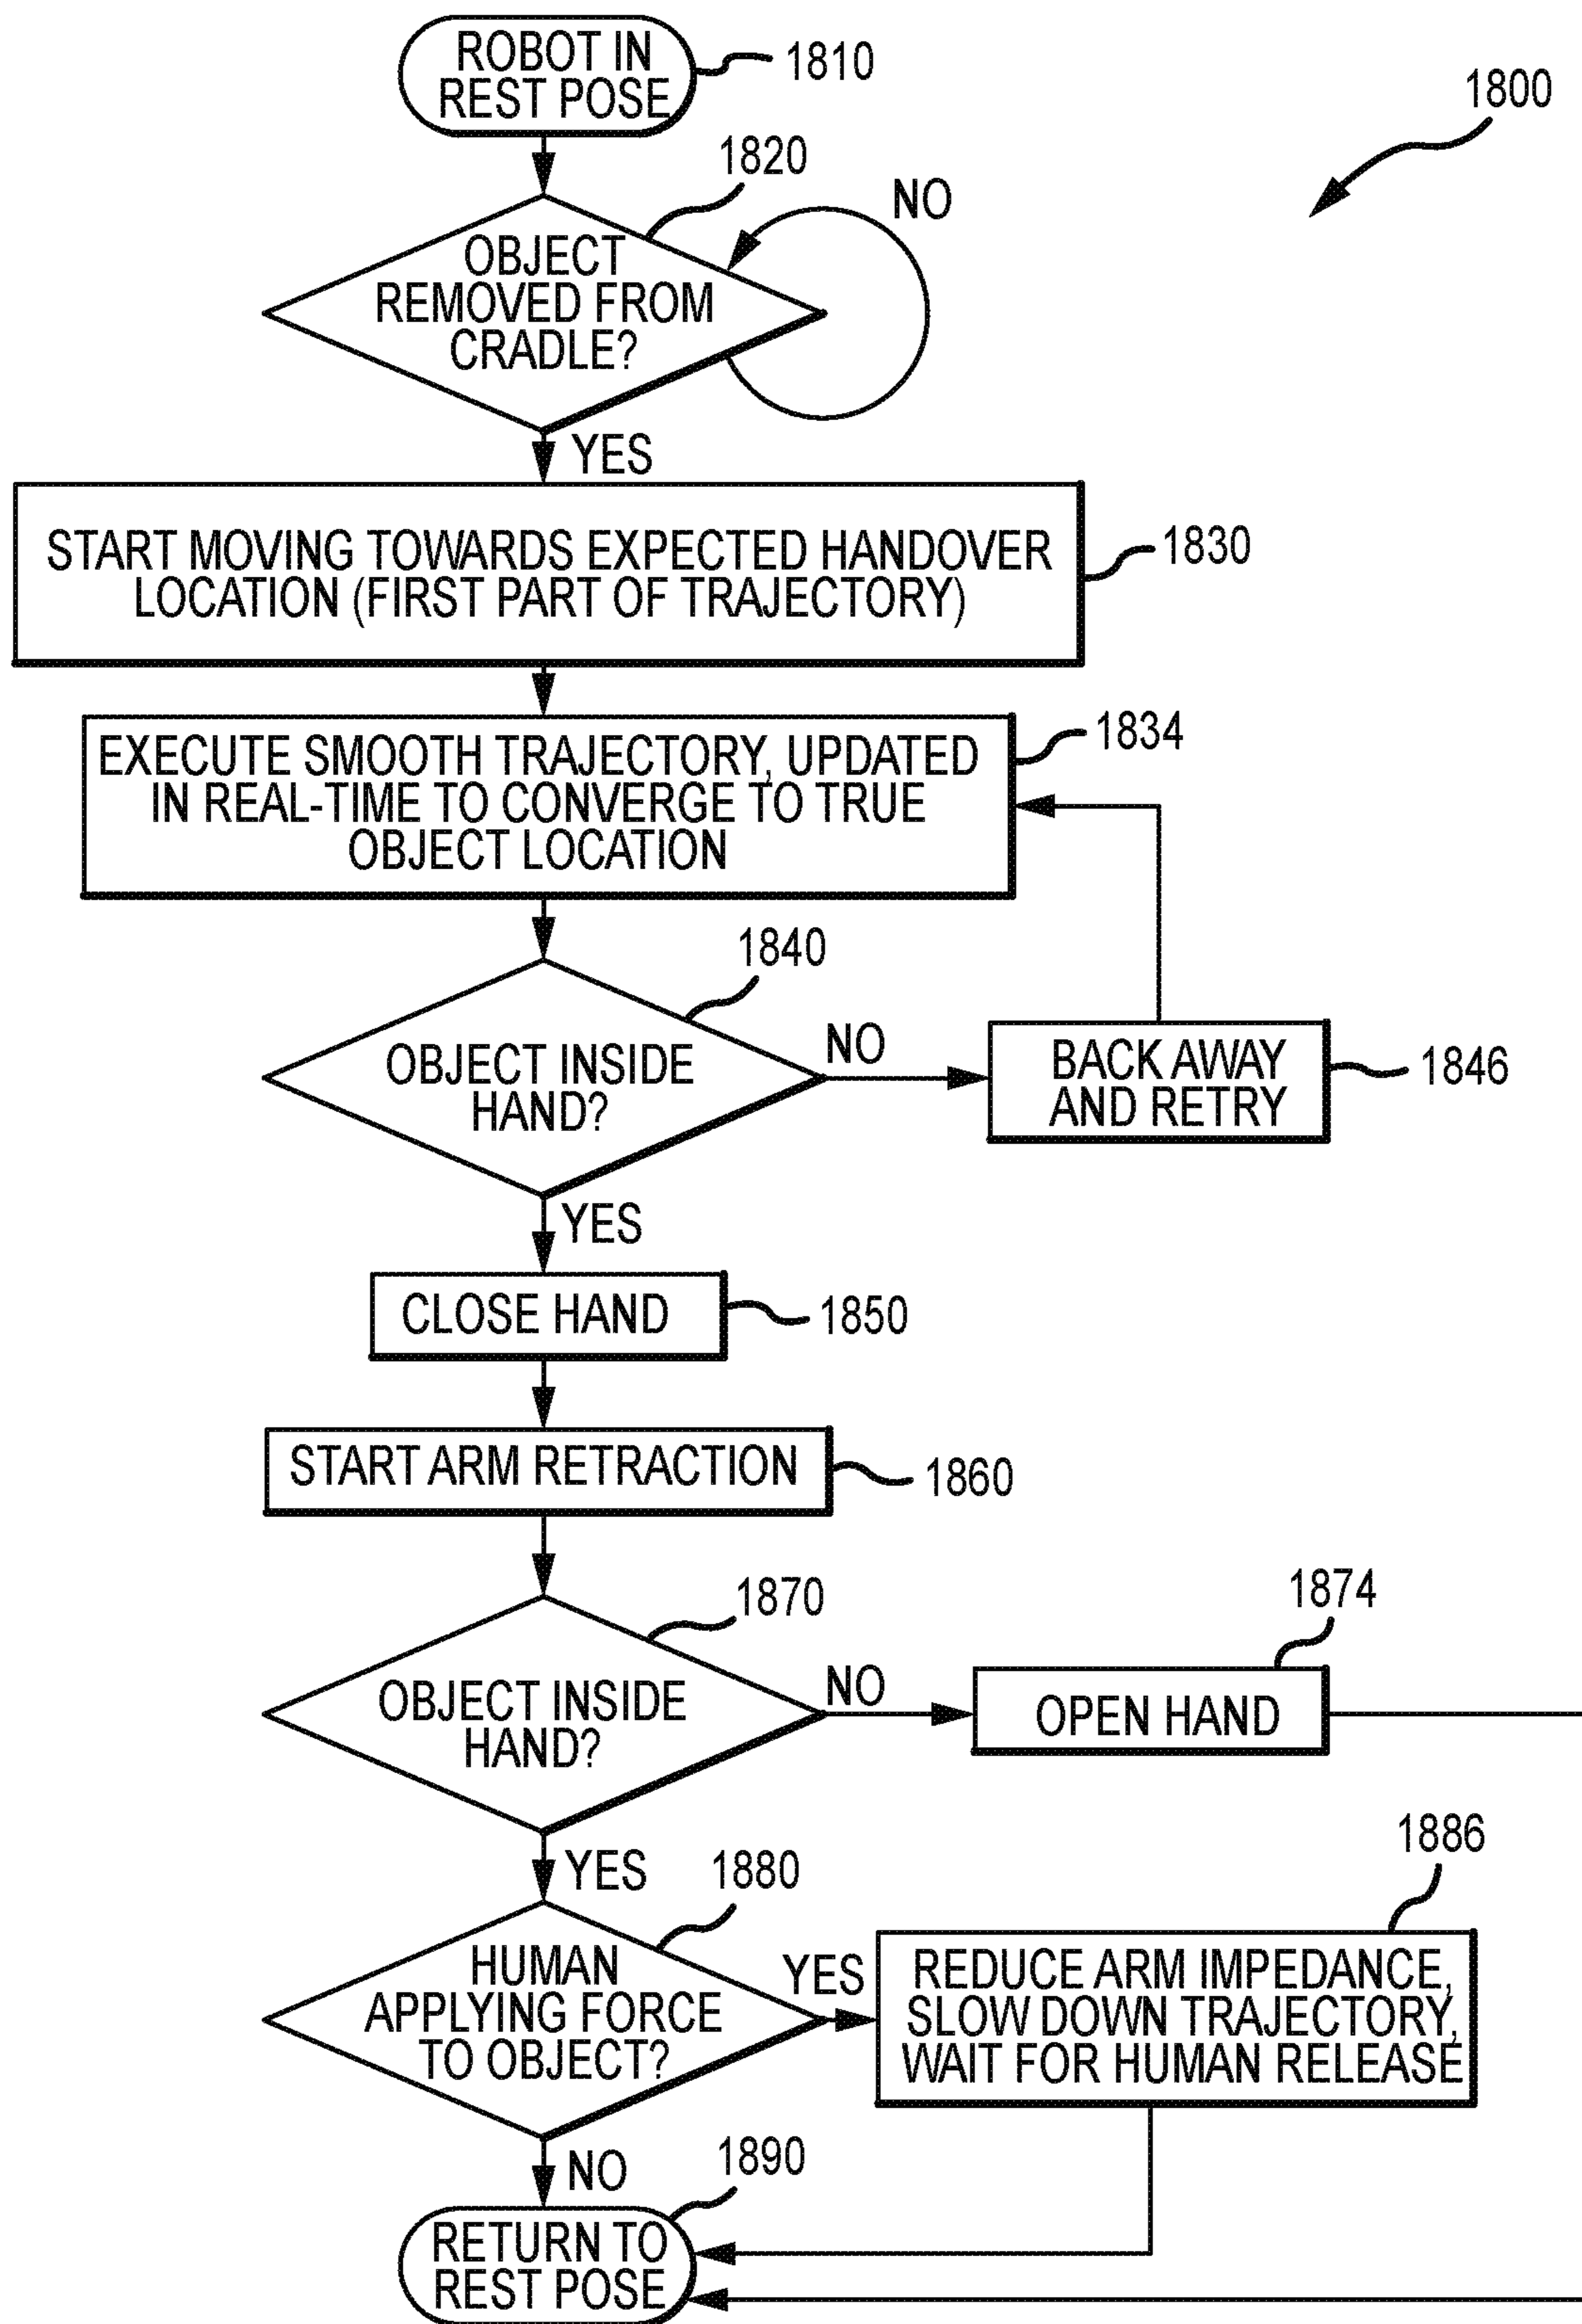 ROBOT IN
REST POSE
1810
1800
1820
NO
OBJECT
REMOVED FROM
CRADLE?
YES
START MOVING TOWARDS EXPECTED HANDOVER
LOCATION (FIRST PART OF TRAJECTORY)
1830
1834
EXECUTE SMOOTH TRAJECTORY, UPDATED
IN REAL-TIME TO CONVERGE TO TRUE
OBJECT LOCATION
1840
OBJECT INSIDE
HAND?
NO
BACK AWAY
AND RETRY
1846
YES
CLOSE HAND
1850
START ARM RETRACTION
1860
1870
OBJECT INSIDE
HAND?
NO
1874
OPEN HAND
YES
1880
1886
HUMAN
APPLYING FORCE
TO OBJECT?
YES
REDUCE ARM IMPEDANCE,
SLOW DOWN TRAJECTORY,
WAIT FOR HUMAN RELEASE
NO
1890
RETURN TO
REST POSE